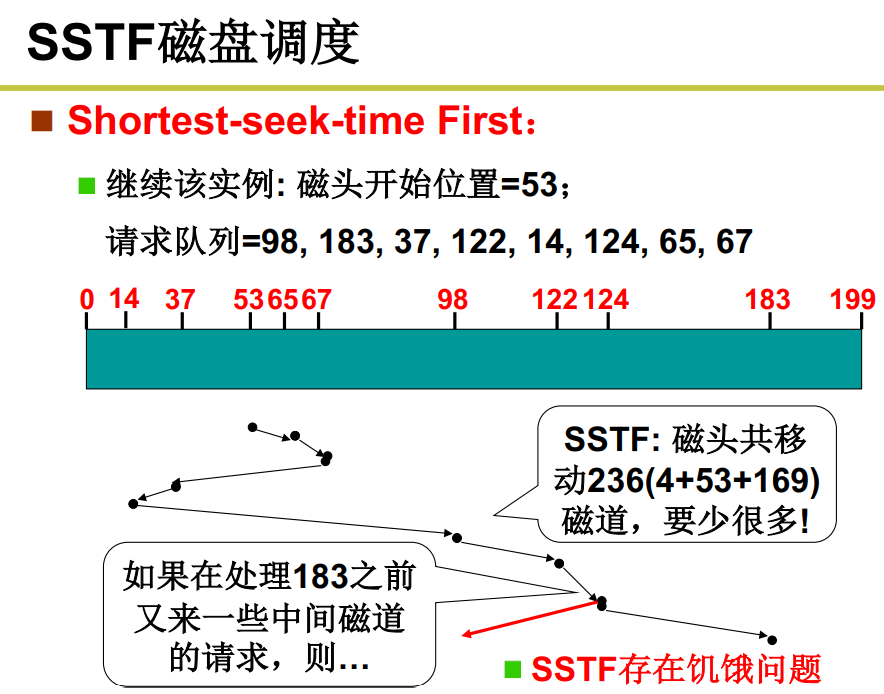 SSTF磁盘调度
Shortest-seek-time First：
继续该实例: 磁头开始位置=53；
请求队列=98, 183, 37, 122, 14, 124, 65, 67
0 14 37 53 65 67 98 122 124 183 199
SSTF: 磁头共移
动236(4+53+169)
磁道，要少很多!
如果在处理183之前
又来一些中间磁道
的请求，则…
SSTF存在饥饿问题